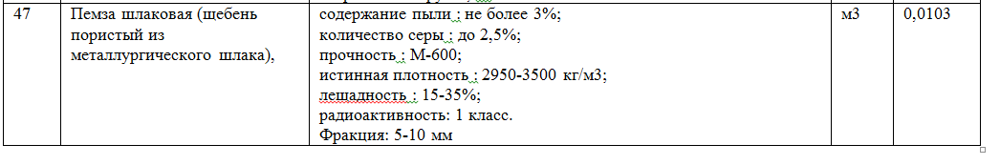 47 Пемза шлаковая (щебень содержание пыли : не более 3%; м3 0,0103
пористый из количество серы : до 2,5%;
металлургического шлака), прочность : М-600;
истинная плотность : 2950-3500 кг/м3;
лещадность : 15-35%;
радиоактивность: 1 класс.
Фракция: 5-10 мм